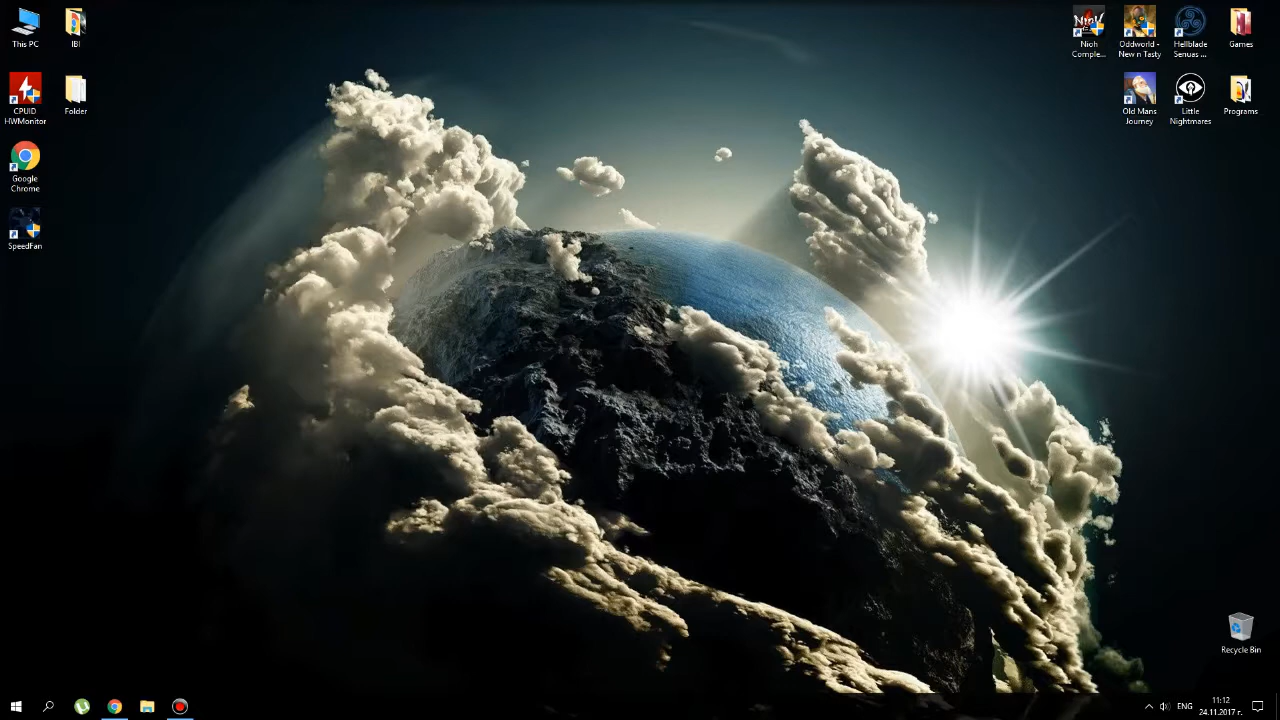 This PC
IBI
CPUID
HWMonitor
Folder
Google
Chrome
SpeedFan
Nioh
Comple...
Oddworld -
New n Tasty
Hellblade
Senuas ...
Games
Old Mans
Journey
Little
Nightmares
Programs
Recycle Bin
ENG
11:12
24.11.2017 г.